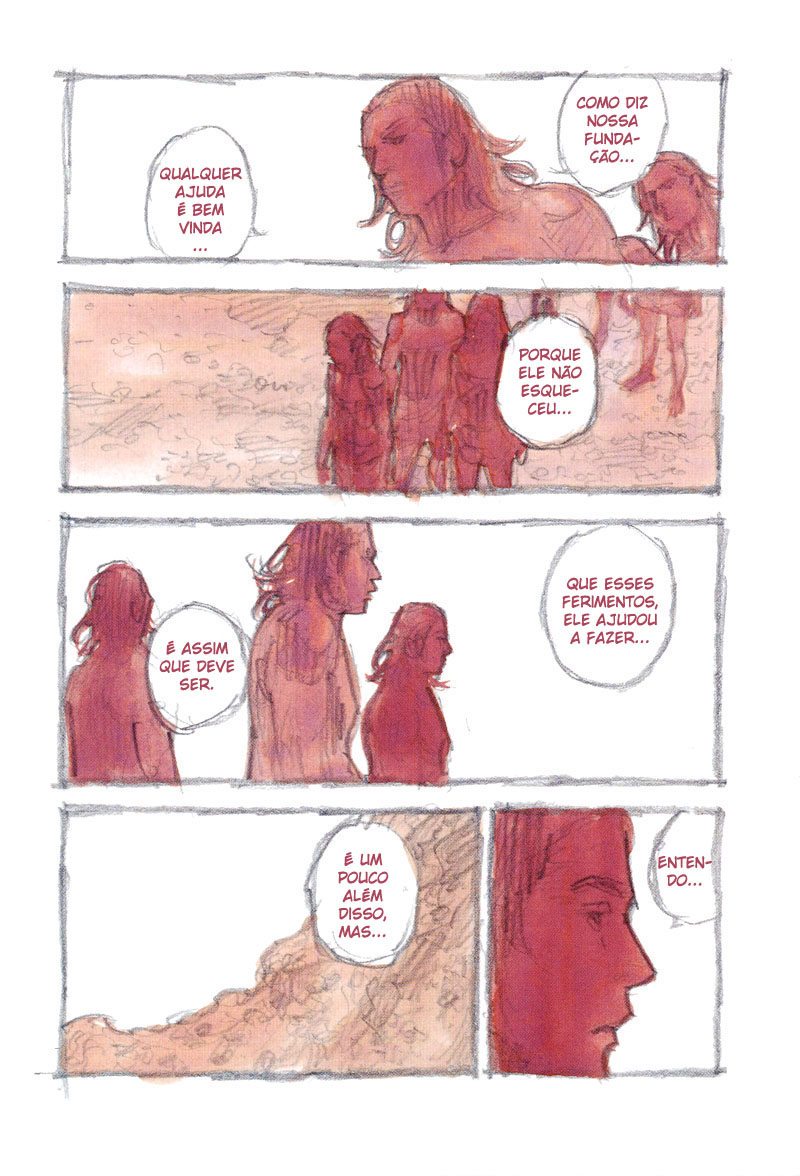 COMO DIZ
NOSSA
FUNDA-
ÇÃO...
QUALQUER
AJUDA
É BEM
VINDA
...
PORQUE
ELE NÃO
ESQUE-
CEU...
QUE ESSES
FERIMENTOS,
ELE AJUDOU
A FAZER...
É ASSIM
QUE DEVE
SER.
ENTEN-
DO...
É UM
POUCO
ALÉM
DISSO,
MAS...